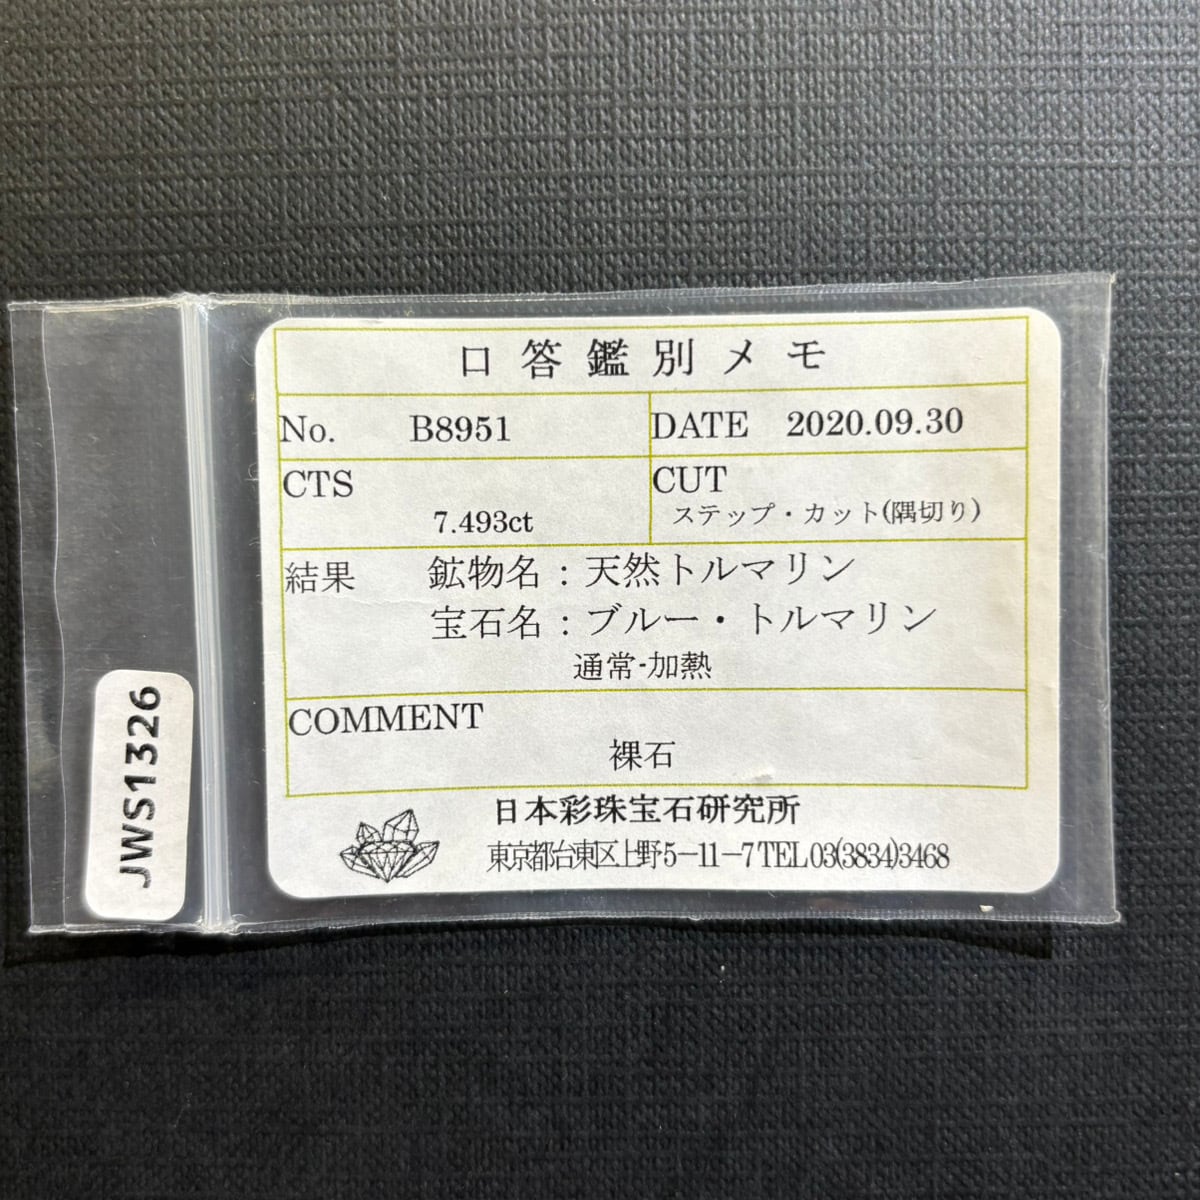 口答鑑別メモ
No. B8951
DATE 2020.09.30
CTS
7.493ct
CUT
ステップ・カット(隅切り)
結果 鉱物名：天然トルマリン
宝石名：ブルー・トルマリン
通常-加熱
COMMENT
裸石
日本彩珠宝石研究所
東京都台東区上野5-11-7 TEL 03(3834)3468
JWS1326